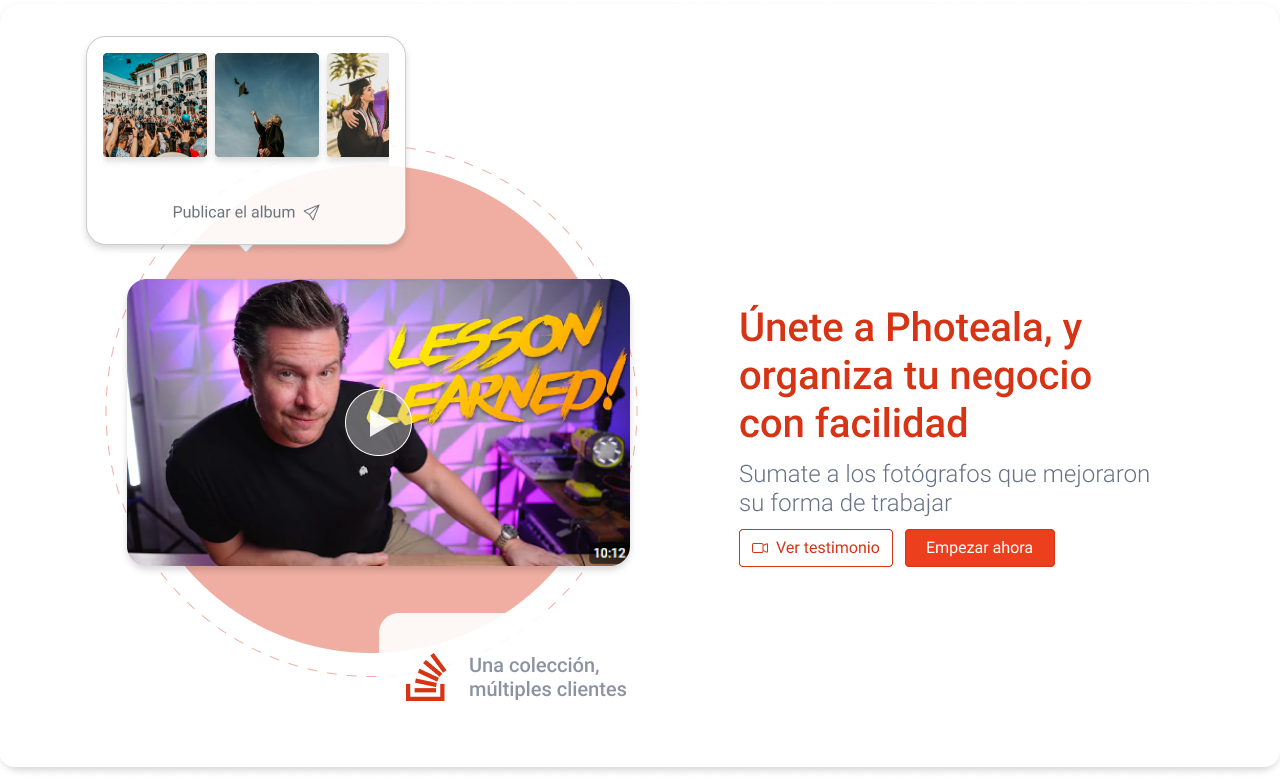 Publicar el album
LESSON
LEARNED!
10:12
Una colección,
múltiples clientes
Únete a Photeala, y
organiza tu negocio
con facilidad
Sumate a los fotógrafos que mejoraron
su forma de trabajar
Ver testimonio
Empezar ahora